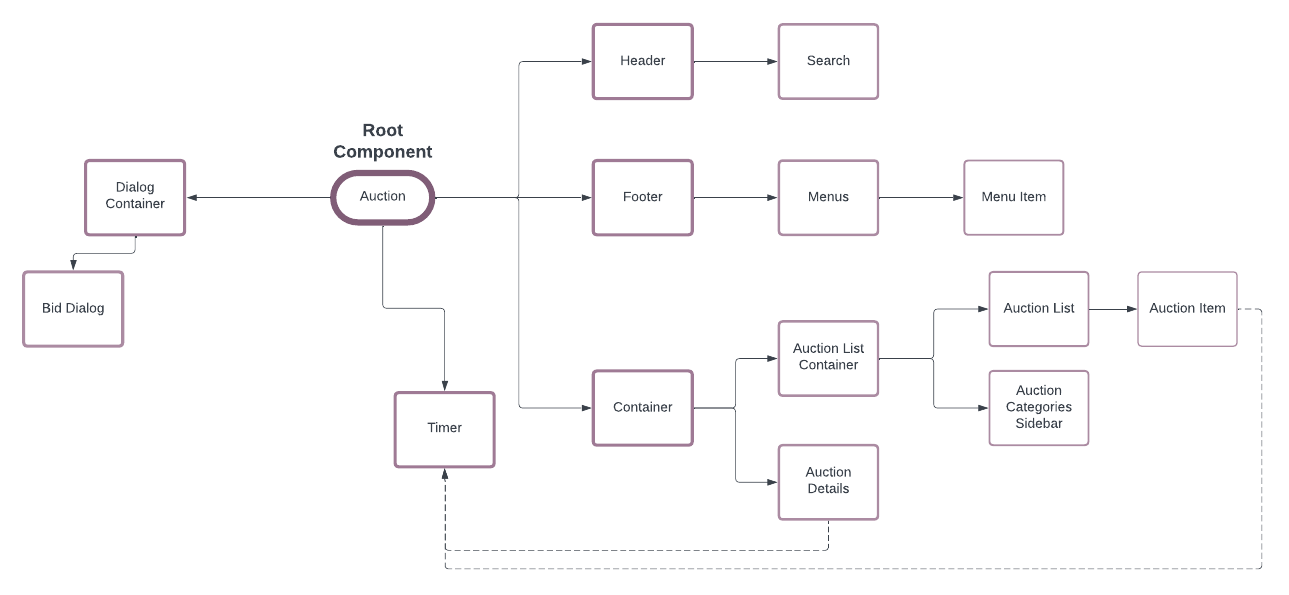 Header
Search
Root
Component
Dialog
Container
Auction
Footer
Menus
Menu Item
Bid Dialog
Auction List
Auction Item
Auction List
Container
Auction
Categories
Sidebar
Container
Timer
Auction
Details